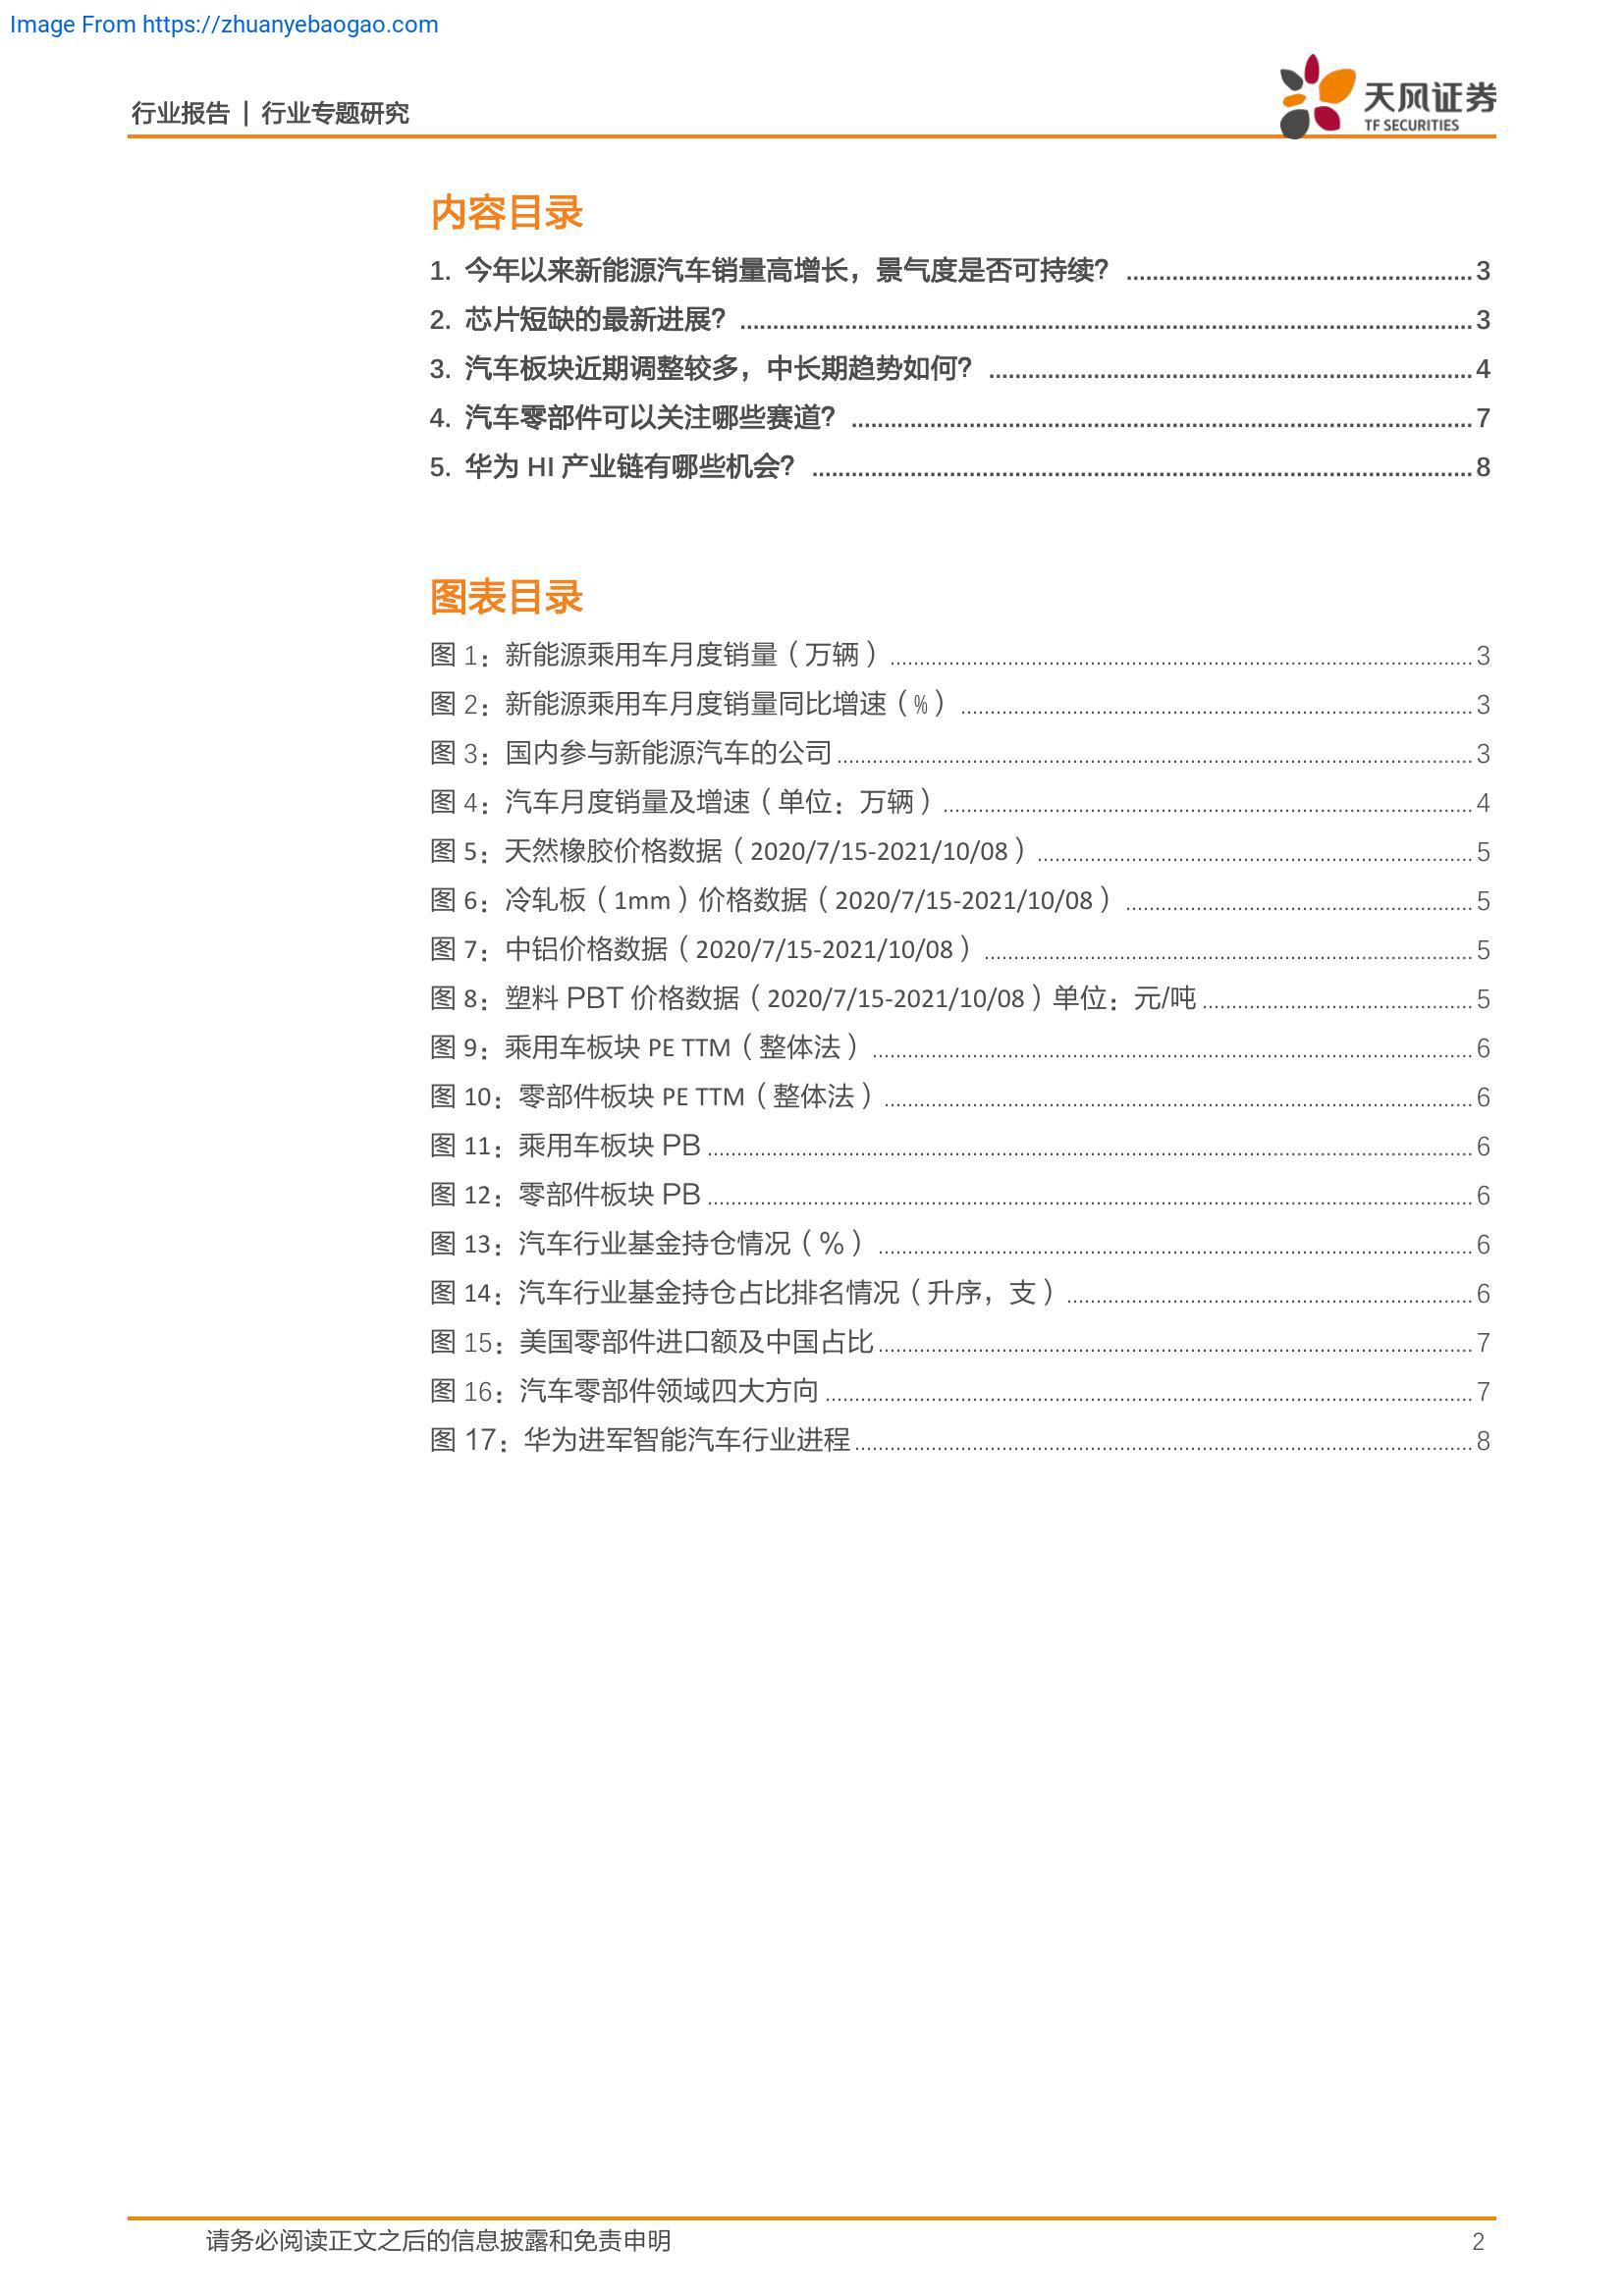 Image From https://zhuanyebaogao.com
行业报告 | 行业专题研究
天风证券
TF SECURITIES
内容目录
1. 今年以来新能源汽车销量高增长，景气度是否可持续？ ........ 3
2. 芯片短缺的最新进展？ ........ 3
3. 汽车板块近期调整较多，中长期趋势如何？ ........ 4
4. 汽车零部件可以关注哪些赛道？ ........ 7
5. 华为 HI 产业链有哪些机会？ ........ 8
图表目录
图 1：新能源乘用车月度销量（万辆） ........ 3
图 2：新能源乘用车月度销量同比增速（%） ........ 3
图 3：国内参与新能源汽车的公司 ........ 3
图 4：汽车月度销量及增速（单位：万辆） ........ 4
图 5：天然橡胶价格数据（2020/7/15-2021/10/08） ........ 5
图 6：冷轧板（1mm）价格数据（2020/7/15-2021/10/08） ........ 5
图 7：中铝价格数据（2020/7/15-2021/10/08） ........ 5
图 8：塑料 PBT 价格数据（2020/7/15-2021/10/08）单位：元/吨 ........ 5
图 9：乘用车板块 PE TTM（整体法） ........ 6
图 10：零部件板块 PE TTM（整体法） ........ 6
图 11：乘用车板块 PB ........ 6
图 12：零部件板块 PB ........ 6
图 13：汽车行业基金持仓情况（%） ........ 6
图 14：汽车行业基金持仓占比排名情况（升序，支） ........ 6
图 15：美国零部件进口额及中国占比 ........ 7
图 16：汽车零部件领域四大方向 ........ 7
图 17：华为进军智能汽车行业进程 ........ 8
请务必阅读正文之后的信息披露和免责申明 2